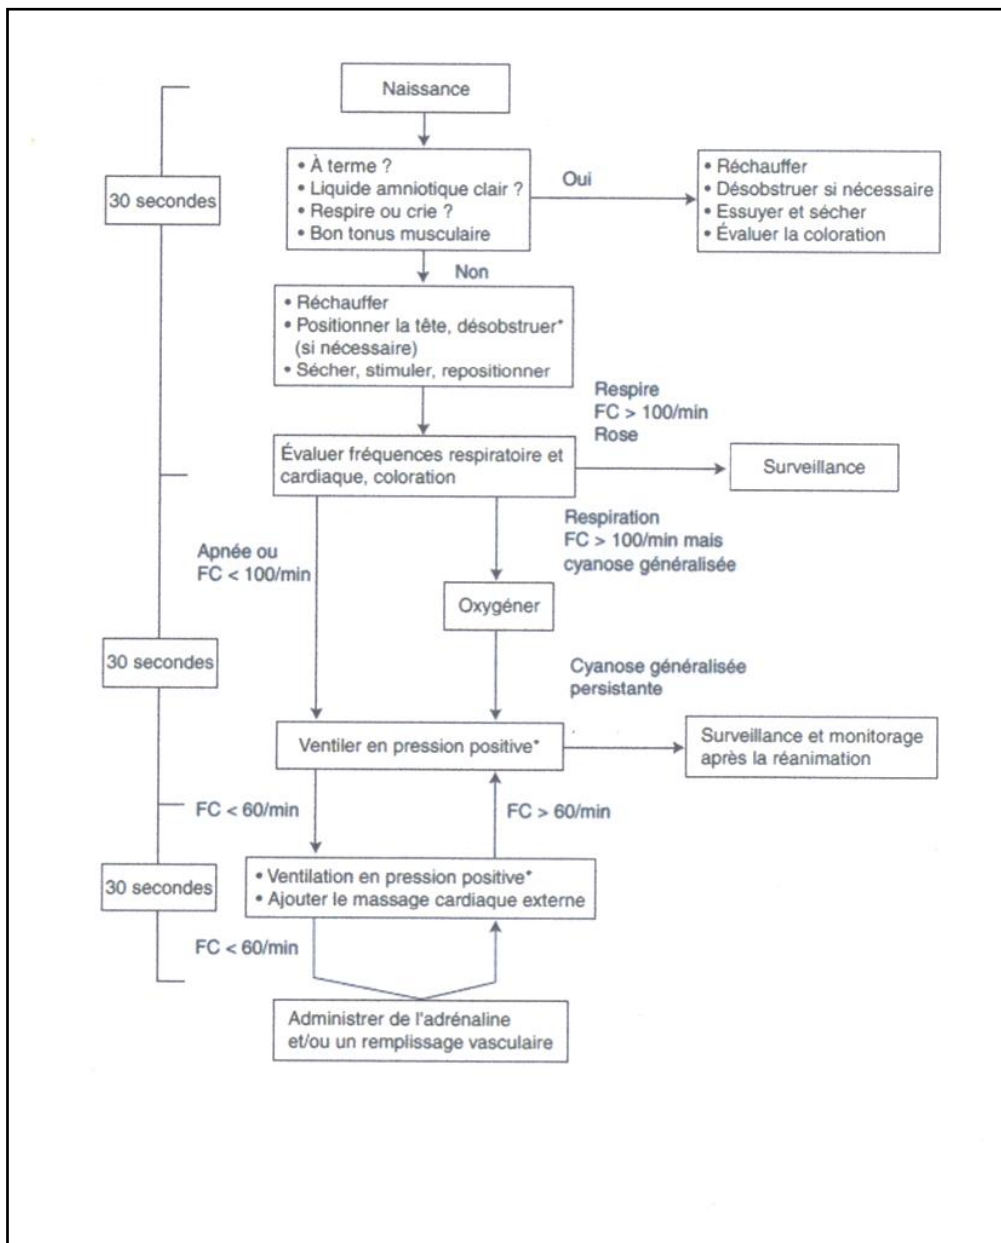 Naissance
• À terme ?
• Liquide amniotique clair ?
• Respire ou crie ?
• Bon tonus musculaire
Oui
• Réchauffer
• Désobstruer si nécessaire
• Essuyer et sécher
• Évaluer la coloration
30 secondes
Non
• Réchauffer
• Positionner la tête, désobstruer*
(si nécessaire)
• Sécher, stimuler, repositionner
Respire
FC > 100/min
Rose
Évaluer fréquences respiratoire et
cardiaque, coloration
Surveillance
Apnée ou
FC < 100/min
Respiration
FC > 100/min mais
cyanose généralisée
Oxygéner
30 secondes
Cyanose généralisée
persistante
Ventiler en pression positive*
Surveillance et monitorage
après la réanimation
FC < 60/min
FC > 60/min
30 secondes
• Ventilation en pression positive*
• Ajouter le massage cardiaque externe
FC < 60/min
Administrer de l'adrénaline
et/ou un remplissage vasculaire